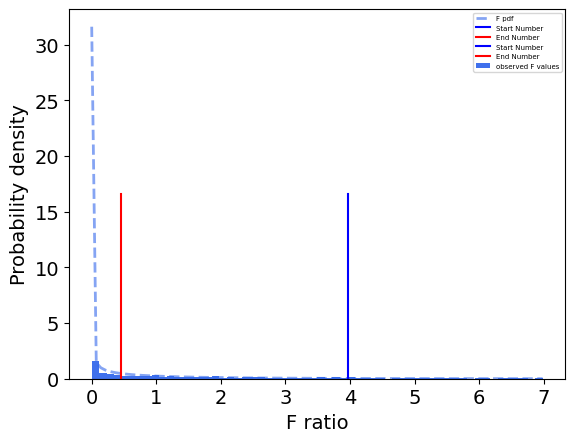 F pdf
Start Number
End Number
Start Number
End Number
observed F values
Probability density
30
25
20
15
10
5
0
0 1 2 3 4 5 6 7
F ratio